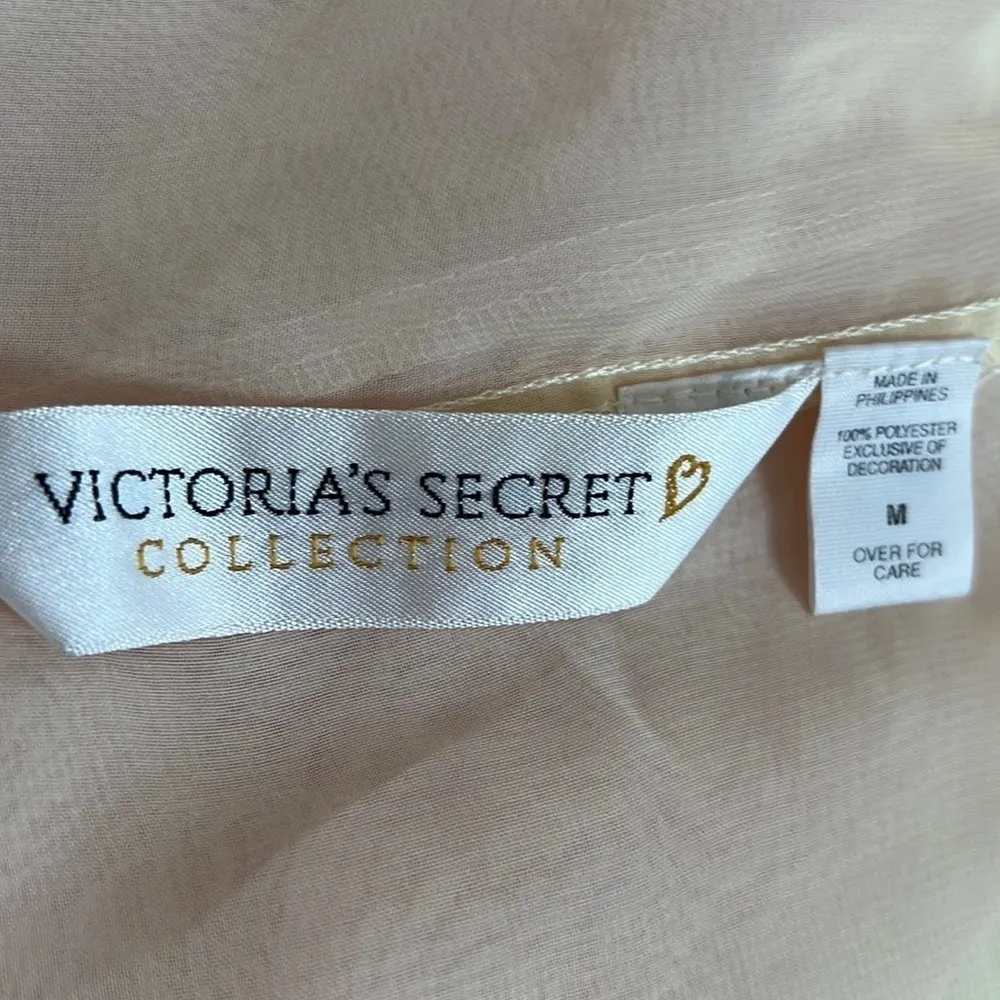 VICTORIA'S SECRET
COLLECTION
MADE IN
PHILIPPINES
100% POLYESTER
EXCLUSIVE OF
DECORATION
M
OVER FOR
CARE